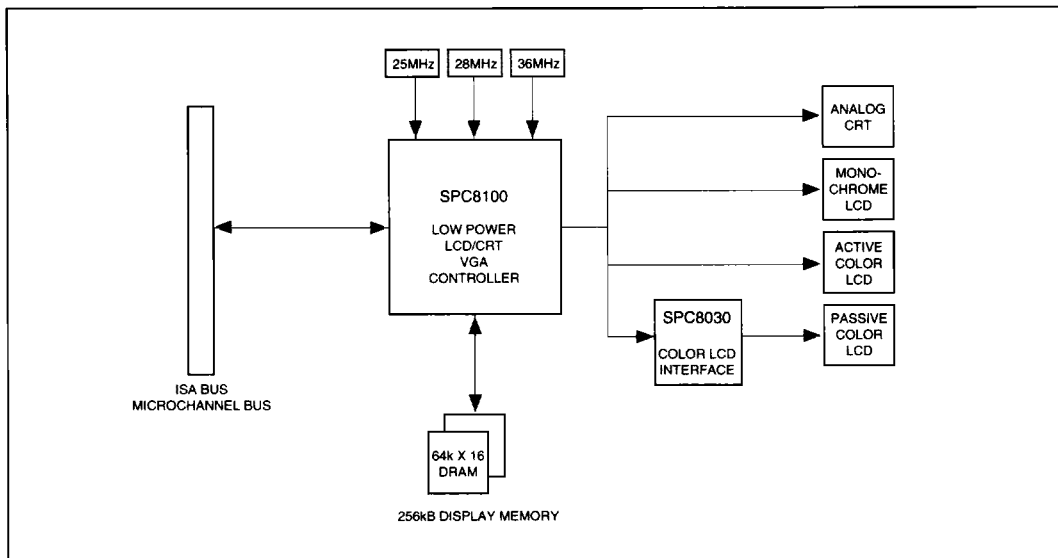 25MHz
28MHz
36MHz
SPC8100
LOW POWER
LCD/CRT
VGA
CONTROLLER
ISA BUS
MICROCHANNEL BUS
64k X 16
DRAM
256kB DISPLAY MEMORY
ANALOG
CRT
MONO-
CHROME
LCD
ACTIVE
COLOR
LCD
SPC8030
COLOR LCD
INTERFACE
PASSIVE
COLOR
LCD